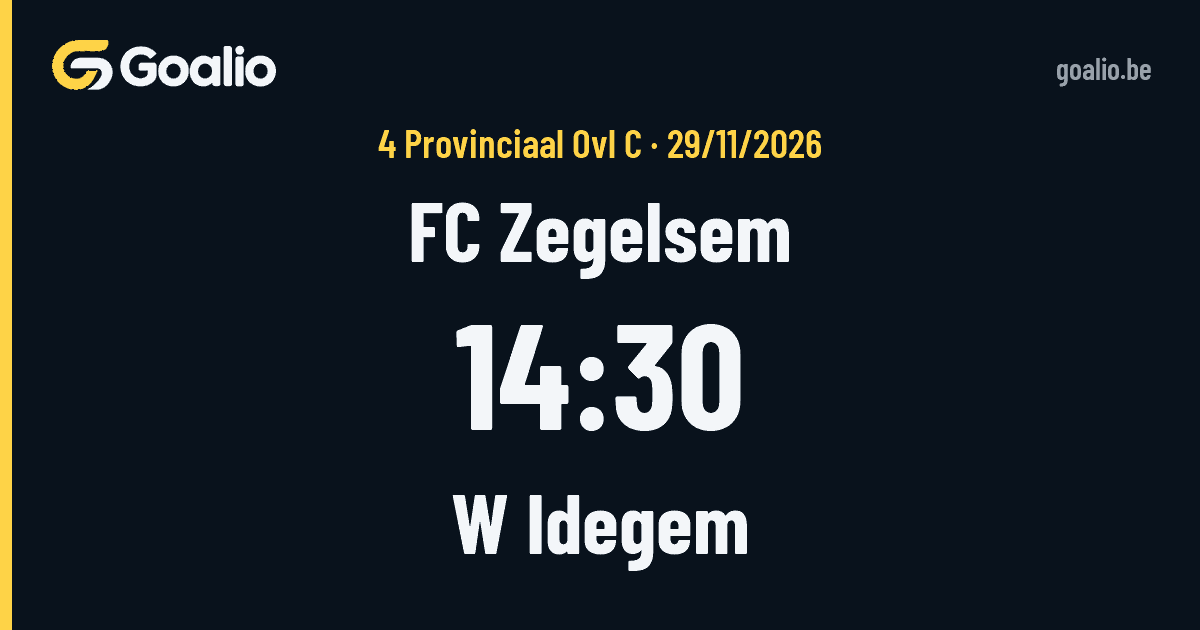 Goalio
goalio.be
4 Provinciaal Ovl C · 29/11/2026
FC Zegelsem
14:30
W Idegem